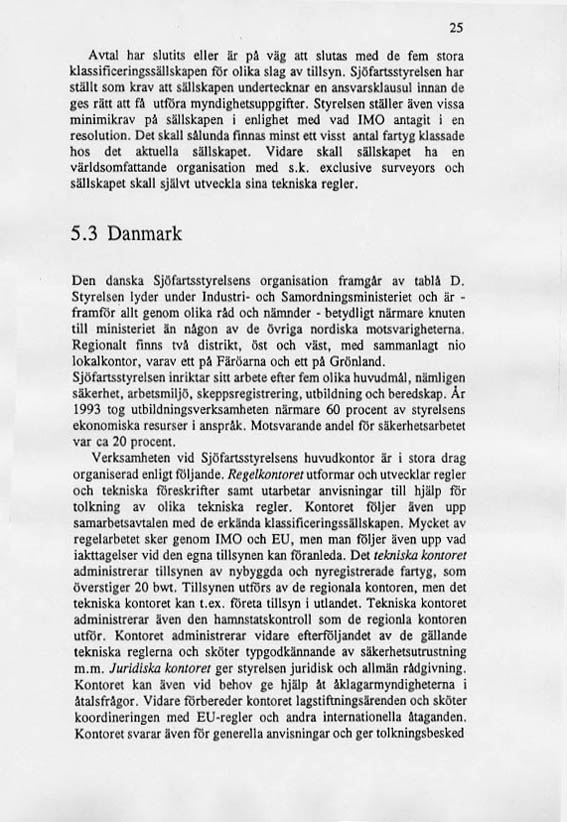 25
Avtal har slutits eller är på väg att slutas med de fem stora
klassificeringssällskapen för olika slag av tillsyn. Sjöfartsstyrelsen har
ställt som krav att sällskapen undertecknar en ansvarsklausul innan de
ges rätt att få utföra myndighetsuppgifter. Styrelsen ställer även vissa
minimikrav på sällskapen i enlighet med vad IMO antagit i en
resolution. Det skall sålunda finnas minst ett visst antal fartyg klassade
hos det aktuella sällskapet. Vidare skall sällskapet ha en
världsomfattande organisation med s.k. exclusive surveyors och
sällskapet skall självt utveckla sina tekniska regler.
5.3 Danmark
Den danska Sjöfartsstyrelsens organisation framgår av tablå D.
Styrelsen lyder under Industri- och Samordningsministeriet och är -
framför allt genom olika råd och nämnder - betydligt närmare knuten
till ministeriet än någon av de övriga nordiska motsvarigheterna.
Regionalt finns två distrikt, öst och väst, med sammanlagt nio
lokalkontor, varav ett på Färöarna och ett på Grönland.
Sjöfartsstyrelsen inriktar sitt arbete efter fem olika huvudmål, nämligen
säkerhet, arbetsmiljö, skeppsregistrering, utbildning och beredskap. År
1993 tog utbildningsverksamheten närmare 60 procent av styrelsens
ekonomiska resurser i anspråk. Motsvarande andel för säkerhetsarbetet
var ca 20 procent.
Verksamheten vid Sjöfartsstyrelsens huvudkontor är i stora drag
organiserad enligt följande. Regelkontoret utformar och utvecklar regler
och tekniska föreskrifter samt utarbetar anvisningar till hjälp för
tolkning av olika tekniska regler. Kontoret följer även upp
samarbetsavtalen med de erkända klassificeringssällskapen. Mycket av
regelarbetet sker genom IMO och EU, men man följer även upp vad
iakttagelser vid den egna tillsynen kan föranleda. Det tekniska kontoret
administrerar tillsynen av nybyggda och nyregistrerade fartyg, som
överstiger 20 bwt. Tillsynen utförs av de regionala kontoren, men det
tekniska kontoret kan t.ex. företa tillsyn i utlandet. Tekniska kontoret
administrerar även den hamnstatskontroll som de regionla kontoren
utför. Kontoret administrerar vidare efterföljandet av de gällande
tekniska reglerna och sköter typgodkännande av säkerhetsutrustning
m.m. Juridiska kontoret ger styrelsen juridisk och allmän rådgivning.
Kontoret kan även vid behov ge hjälp åt åklagarmyndigheterna i
åtalsfrågor. Vidare förbereder kontoret lagstiftningsärenden och sköter
koordineringen med EU-regler och andra internationella åtaganden.
Kontoret svarar även för generella anvisningar och ger tolkningsbesked